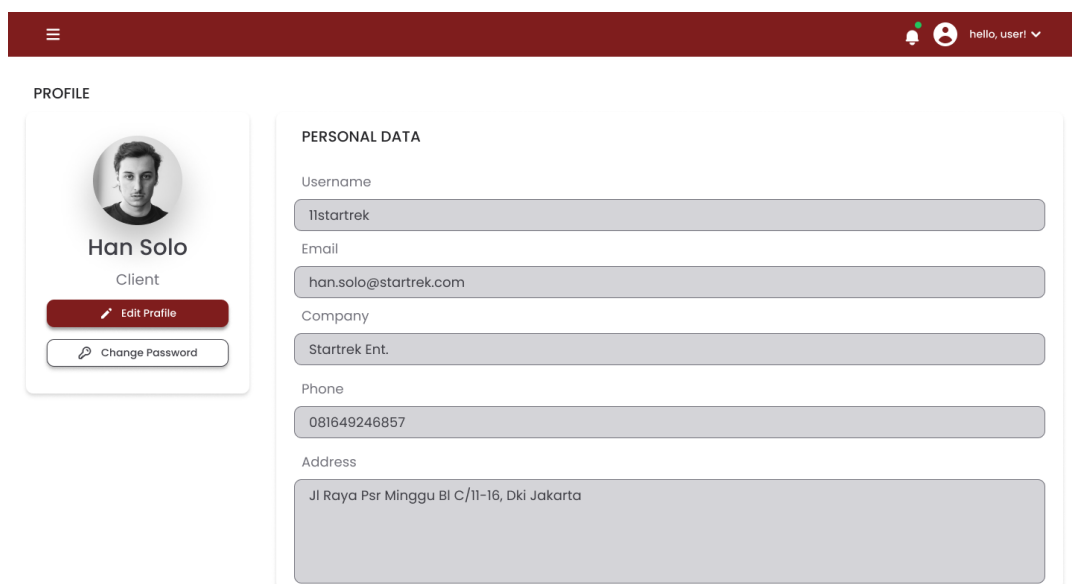 hello, user!
PROFILE
Han Solo
Client
Edit Profile
Change Password
PERSONAL DATA
Username
11startrek
Email
han.solo@startrek.com
Company
Startrek Ent.
Phone
081649246857
Address
Jl Raya Psr Minggu Bl C/11-16, Dki Jakarta